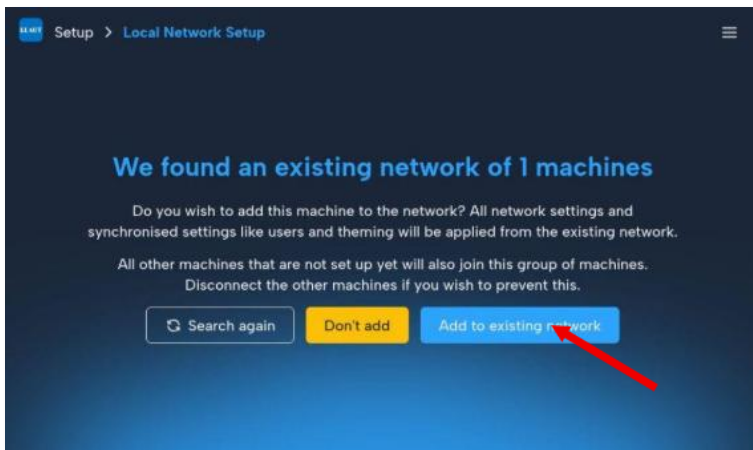 Setup > Local Network Setup
We found an existing network of 1 machines
Do you wish to add this machine to the network? All network settings and
synchronised settings like users and theming will be applied from the existing network.
All other machines that are not set up yet will also join this group of machines.
Disconnect the other machines if you wish to prevent this.
Search again
Don't add
Add to existing network